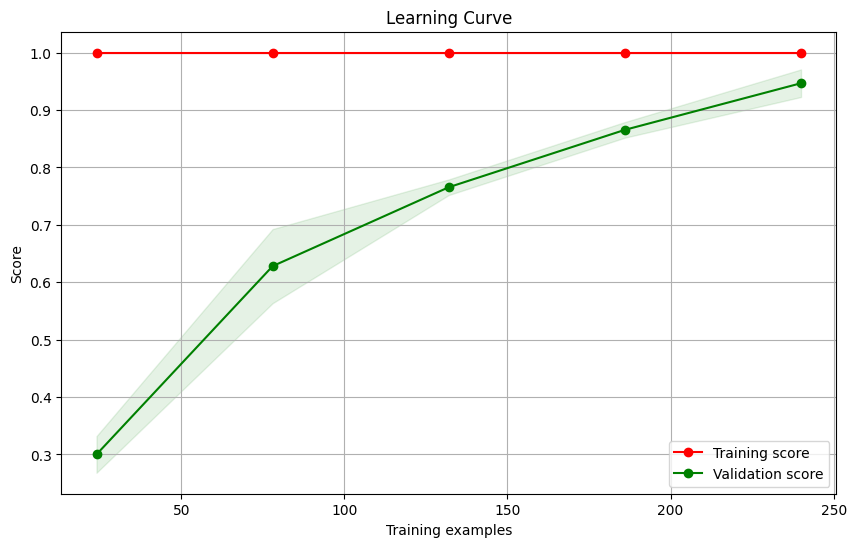 Learning Curve
1.0
0.9
0.8
0.7
0.6
0.5
0.4
0.3
Score
50
100
150
200
250
Training examples
Training score
Validation score